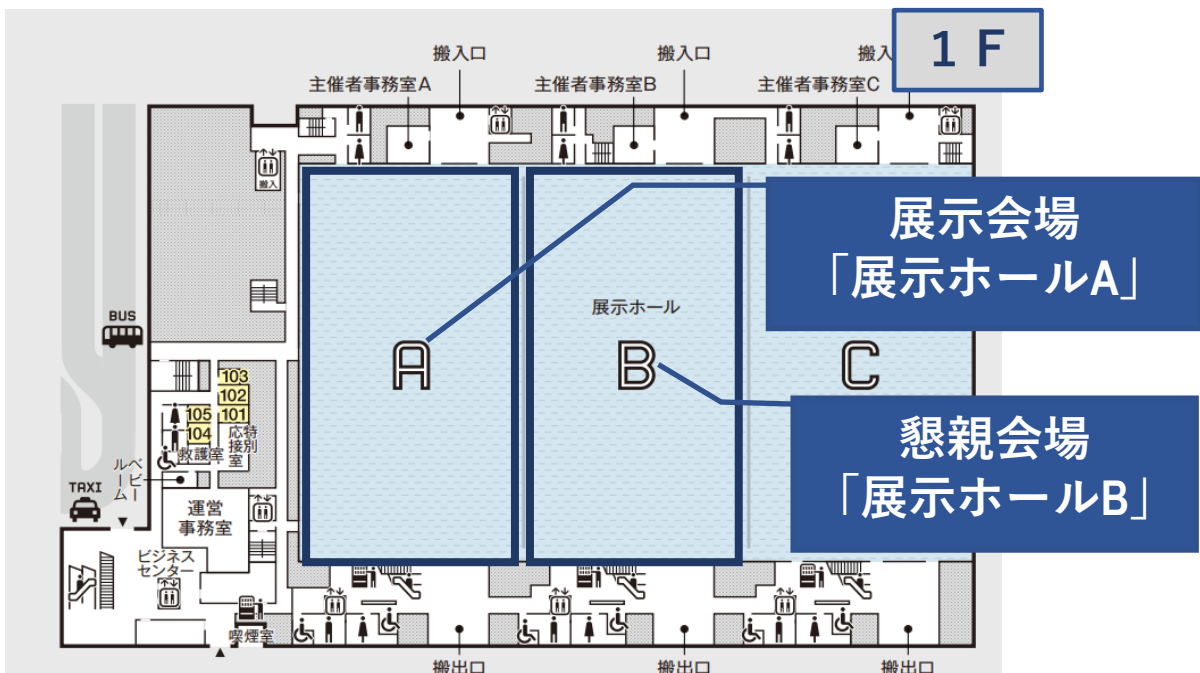 １Ｆ
搬入口
搬入口
搬入
主催者事務室A
主催者事務室B
主催者事務室C
搬入
展示会場
「展示ホールA」
展示ホール
BUS
A
B
C
103
102
105
101
104
救護室
特別
応接室
ベビー
ルーム
TAXI
懇親会場
「展示ホールB」
運営
事務室
ビジネス
センター
喫煙室
搬出口
搬出口
搬出口